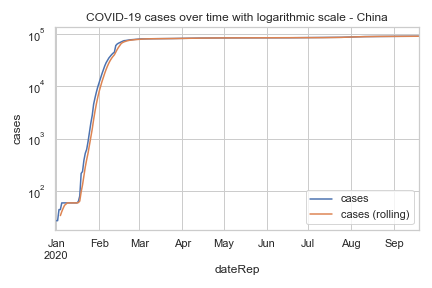 COVID-19 cases over time with logarithmic scale - China
10⁵
10⁴
10³
10²
cases
cases
cases (rolling)
Jan Feb Mar Apr May Jun Jul Aug Sep
2020
dateRep